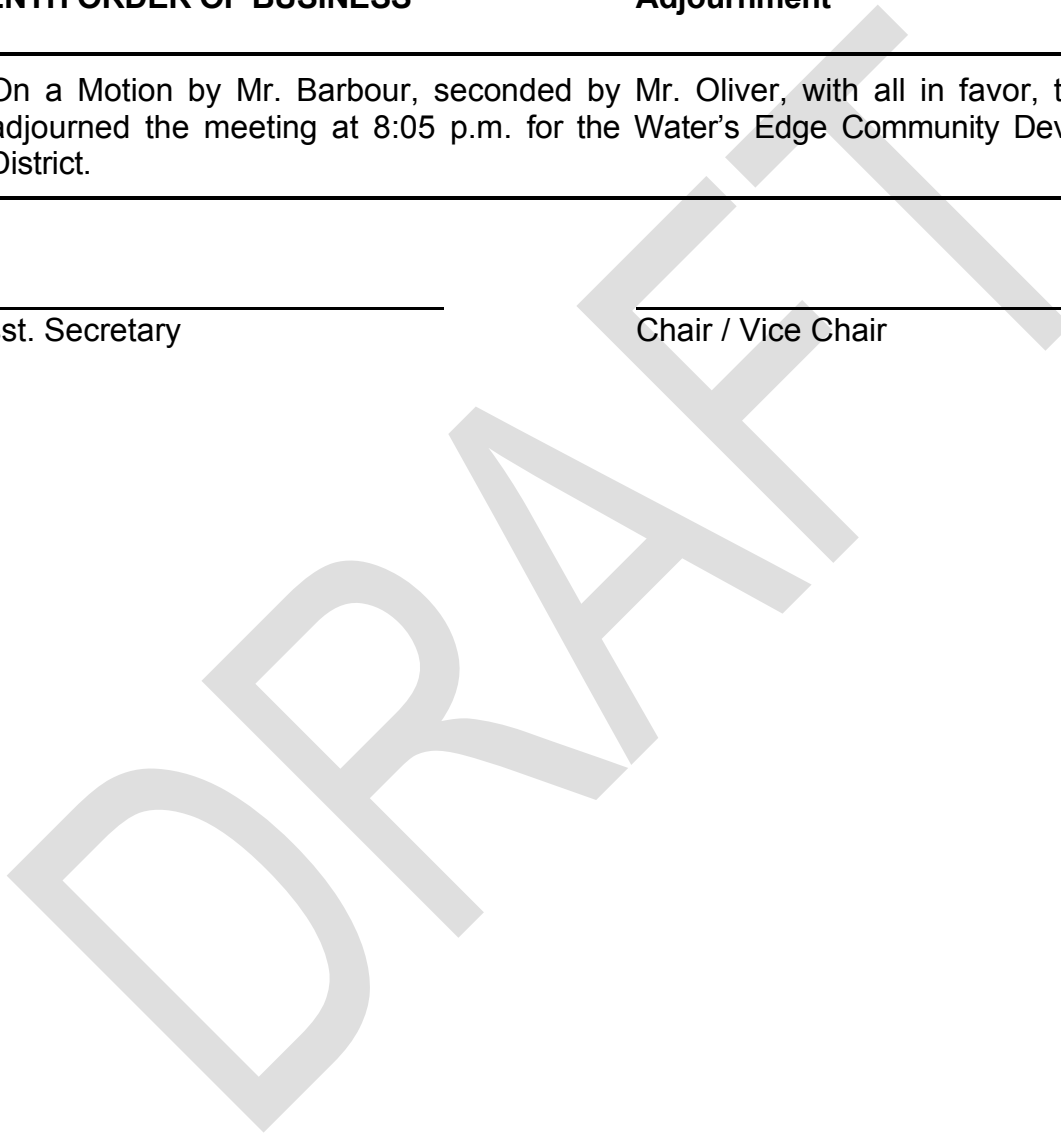 ENTH ORDER OF BUSINESS Adjournment
On a Motion by Mr. Barbour, seconded by Mr. Oliver, with all in favor, t
adjourned the meeting at 8:05 p.m. for the Water’s Edge Community Dev
District.
st. Secretary Chair / Vice Chair
DRAFT